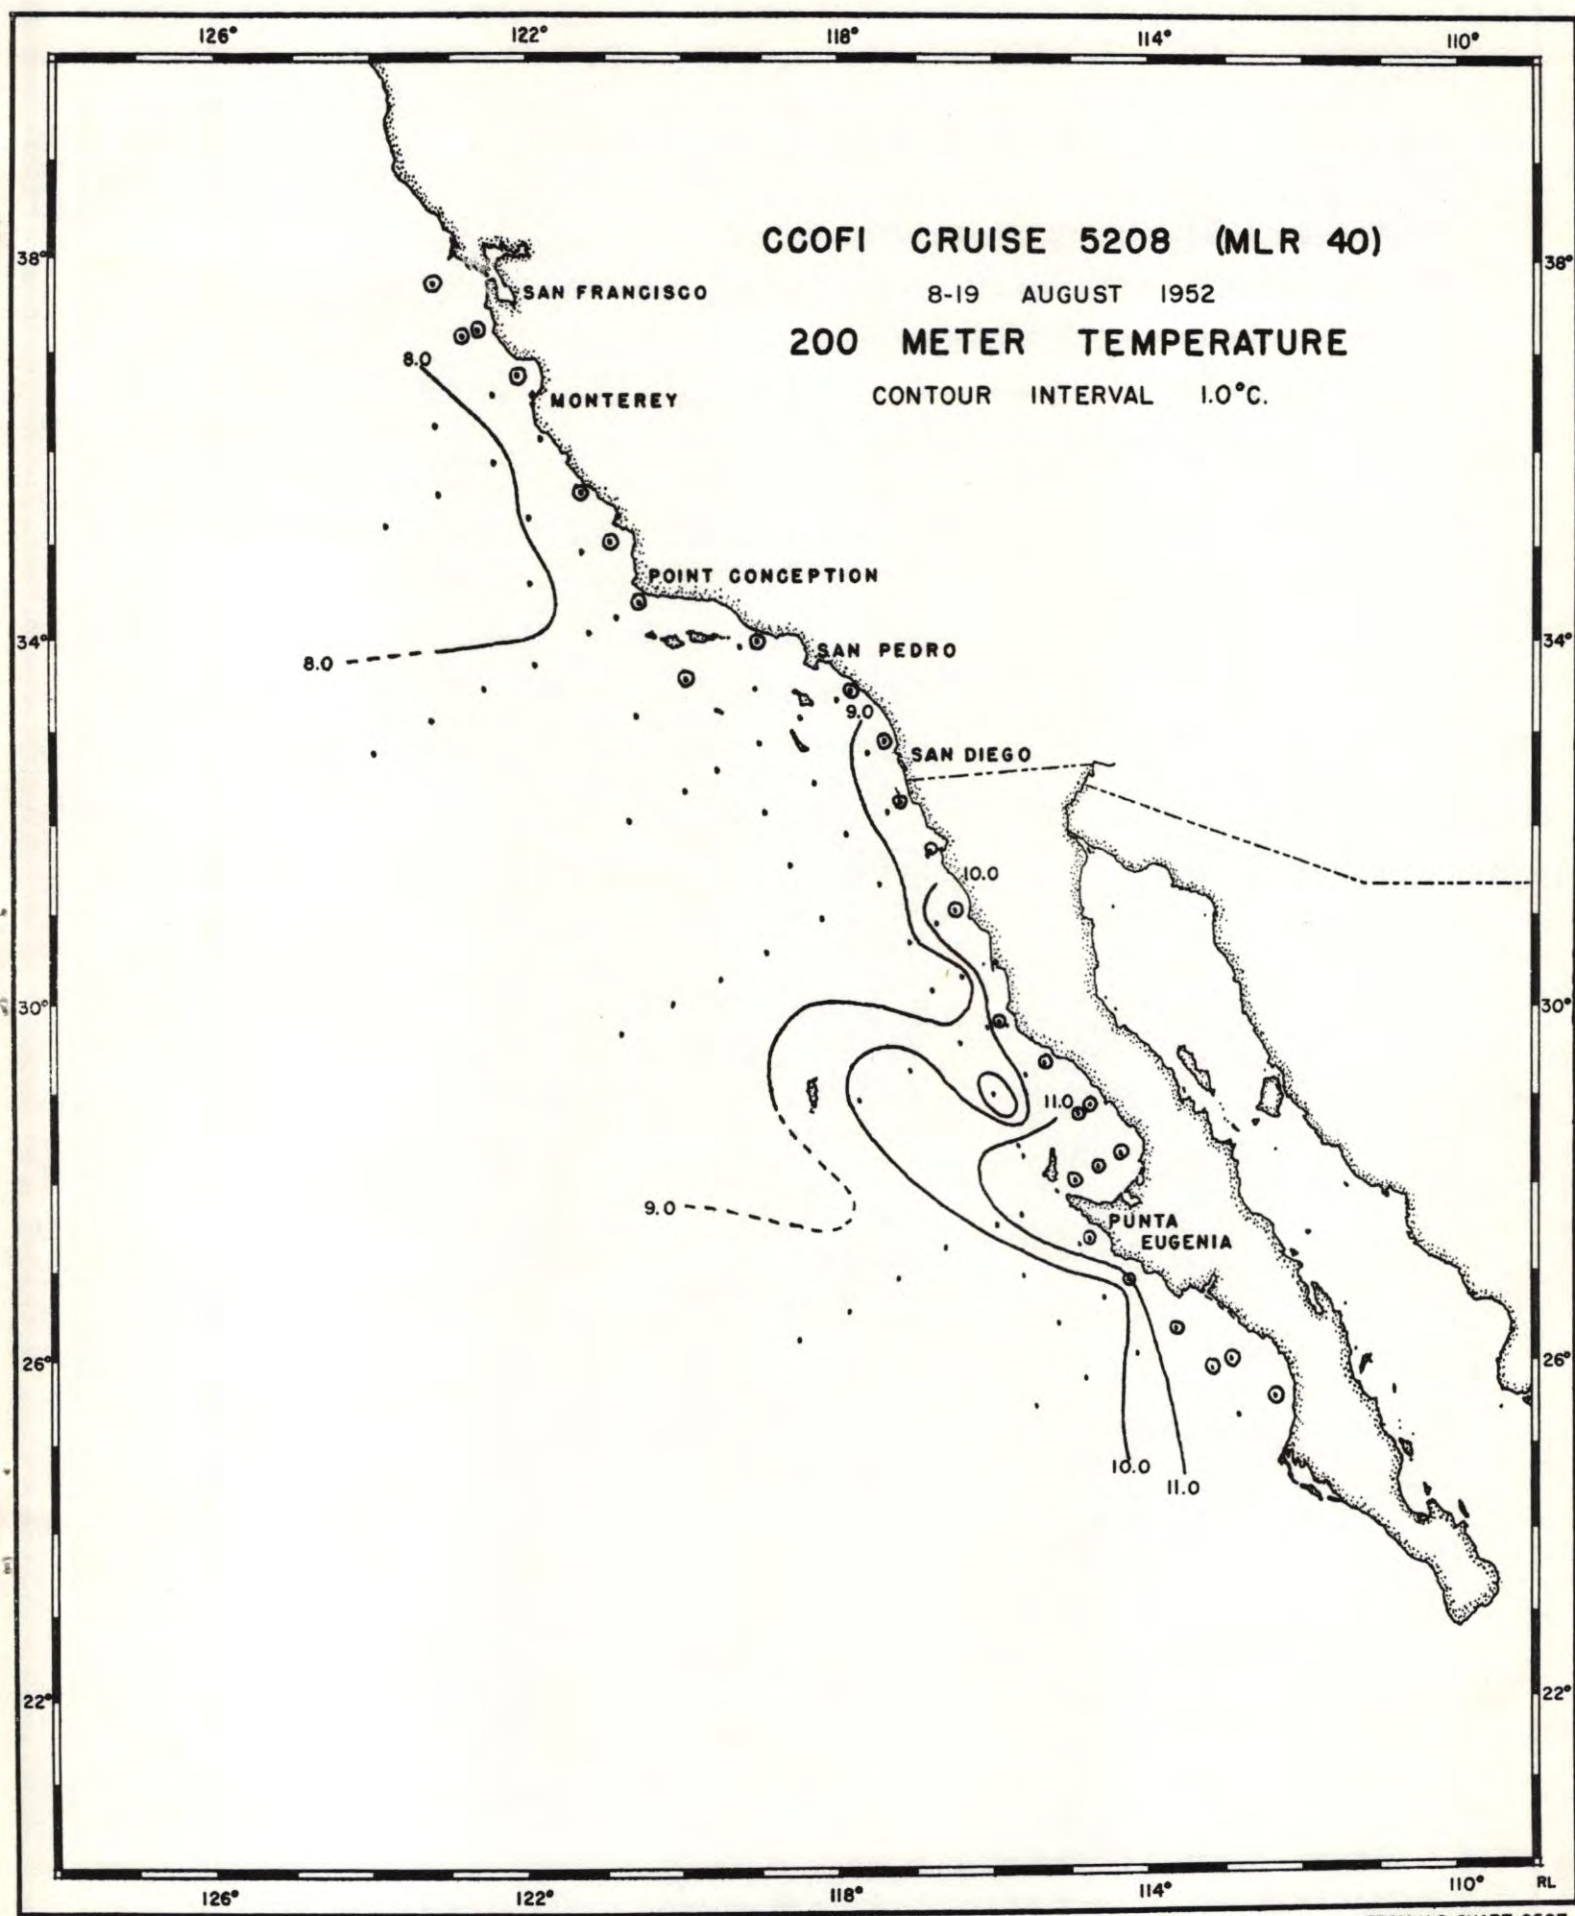 126° 122° 118° 114° 110°
CCOFI CRUISE 5208 (MLR 40)
8-19 AUGUST 1952
200 METER TEMPERATURE
CONTOUR INTERVAL 1.0°C.
38° 38°
SAN FRANCISCO
8.0
MONTEREY
POINT CONCEPTION
34° 34°
8.0
SAN PEDRO
9.0
SAN DIEGO
10.0
30° 30°
11.0
9.0
PUNTA
EUGENIA
26° 26°
10.0
11.0
22° 22°
126° 122° 118° 114° 110°
RL